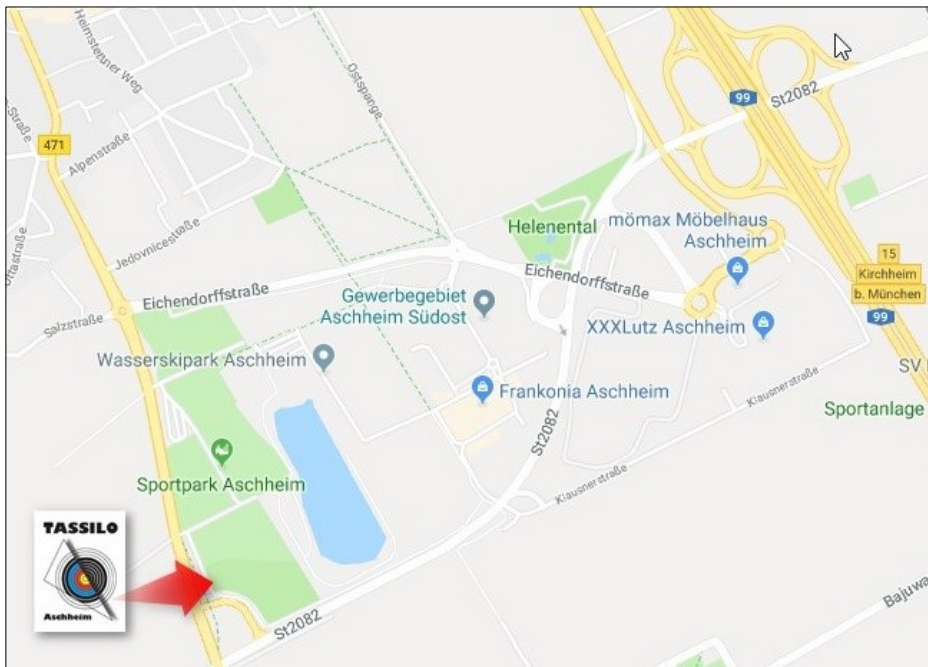 Heimstettner Weg
Ostspange
-Straße
471
Alpenstraße
99
St2082
Helenental
mömax Möbelhaus
Aschheim
Jedovnicestraße
15
Kirchheim
b. München
99
Eichendorffstraße
Eichendorffstraße
Gewerbegebiet
Aschheim Südost
Salzstraße
XXXLutz Aschheim
Wasserskipark Aschheim
SV
Klausnerstraße
Frankonia Aschheim
Sportanlage
St2082
Sportpark Aschheim
Klausnerstraße
TASSILO
Aschheim
St2082
Bajuwa